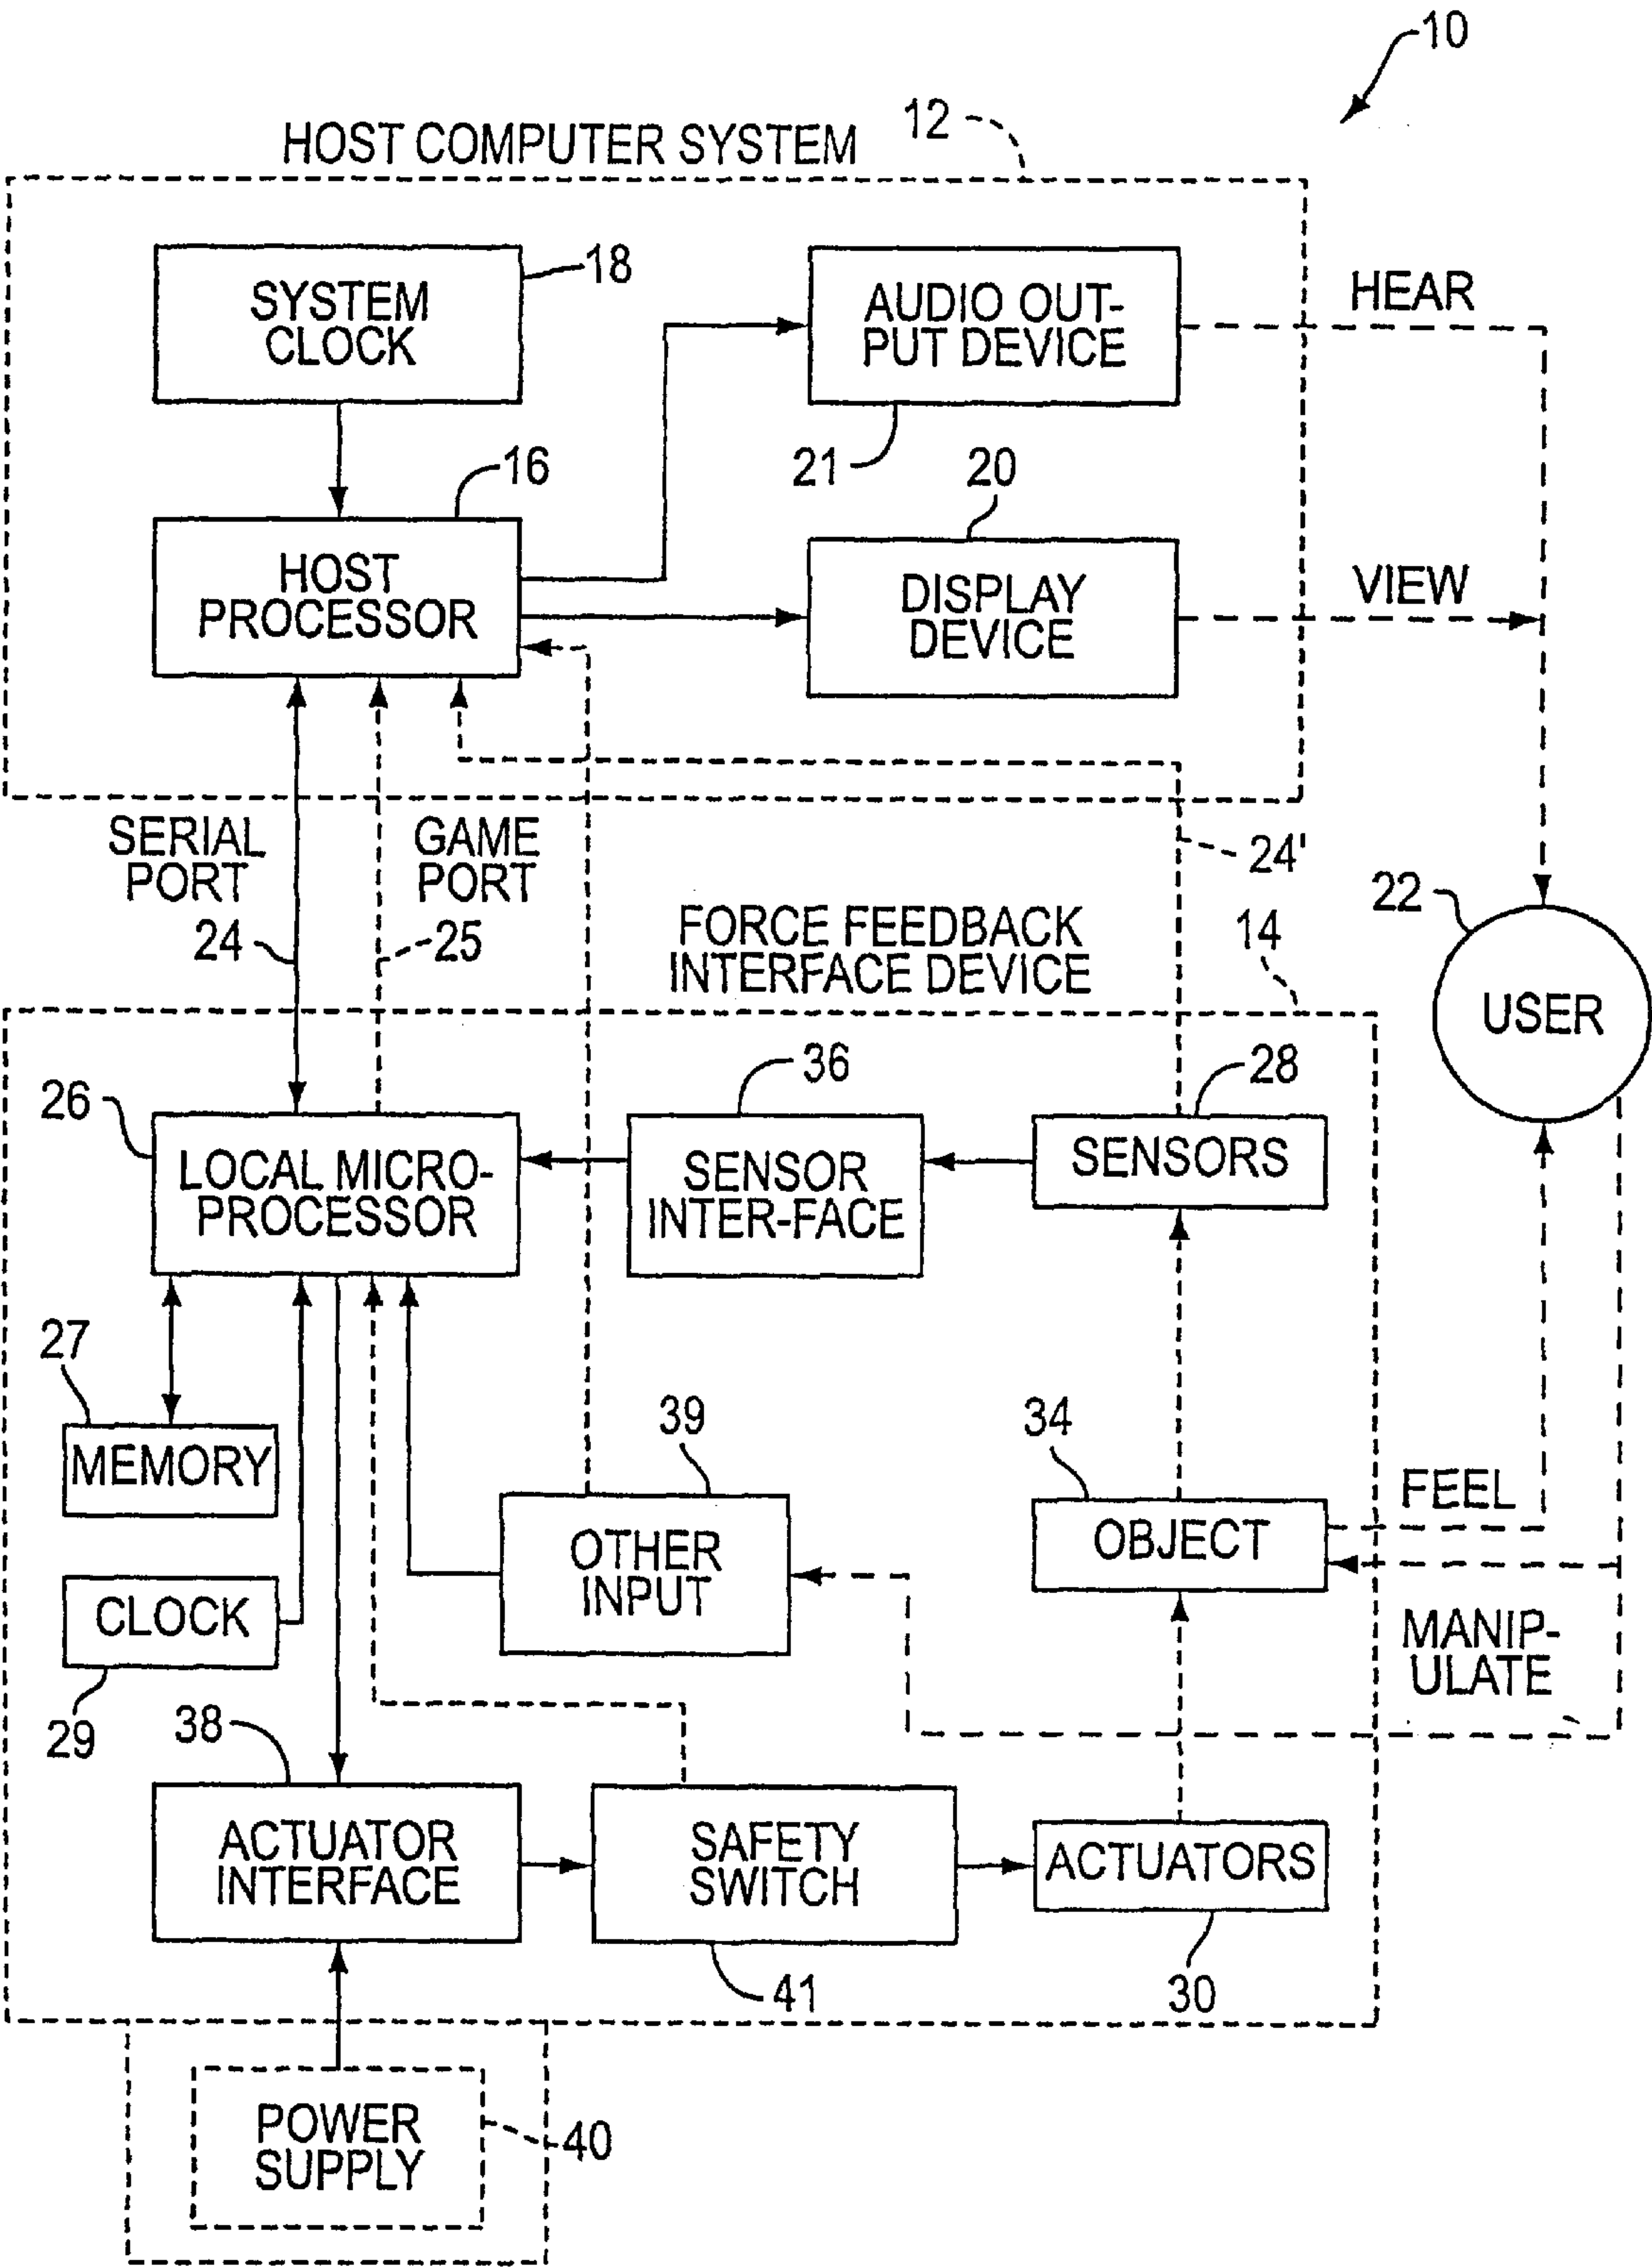 10
HOST COMPUTER SYSTEM
12
SYSTEM
CLOCK
18
AUDIO OUT-
PUT DEVICE
21
HEAR
16
HOST
PROCESSOR
20
DISPLAY
DEVICE
VIEW
SERIAL
PORT
24
GAME
PORT
25
24'
FORCE FEEDBACK
INTERFACE DEVICE
14
22
USER
26
LOCAL MICRO-
PROCESSOR
36
SENSOR
INTER-FACE
28
SENSORS
27
MEMORY
CLOCK
29
39
OTHER
INPUT
34
OBJECT
FEEL
MANIP-
ULATE
38
ACTUATOR
INTERFACE
SAFETY
SWITCH
41
ACTUATORS
30
POWER
SUPPLY
40